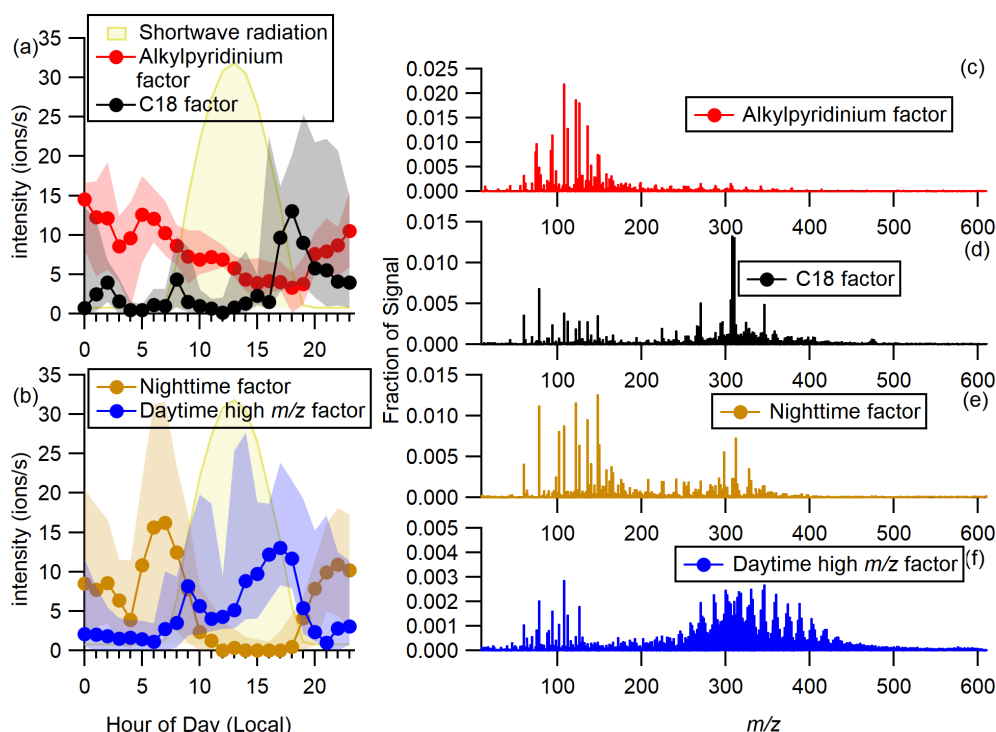 (a)
Shortwave radiation
Alkylpyridinium
factor
C18 factor
intensity (ions/s)
35
30
25
20
15
10
5
0
0 5 10 15 20
(b)
Nighttime factor
Daytime high m/z factor
intensity (ions/s)
35
30
25
20
15
10
5
0
0 5 10 15 20
Hour of Day (Local)
Fraction of Signal
(c)
Alkylpyridinium factor
0.025
0.020
0.015
0.010
0.005
0.000
100 200 300 400 500 600
(d)
C18 factor
0.015
0.010
0.005
0.000
100 200 300 400 500 600
(e)
Nighttime factor
0.015
0.010
0.005
0.000
100 200 300 400 500 600
(f)
Daytime high m/z factor
0.005
0.004
0.003
0.002
0.001
0.000
100 200 300 400 500 600
m/z